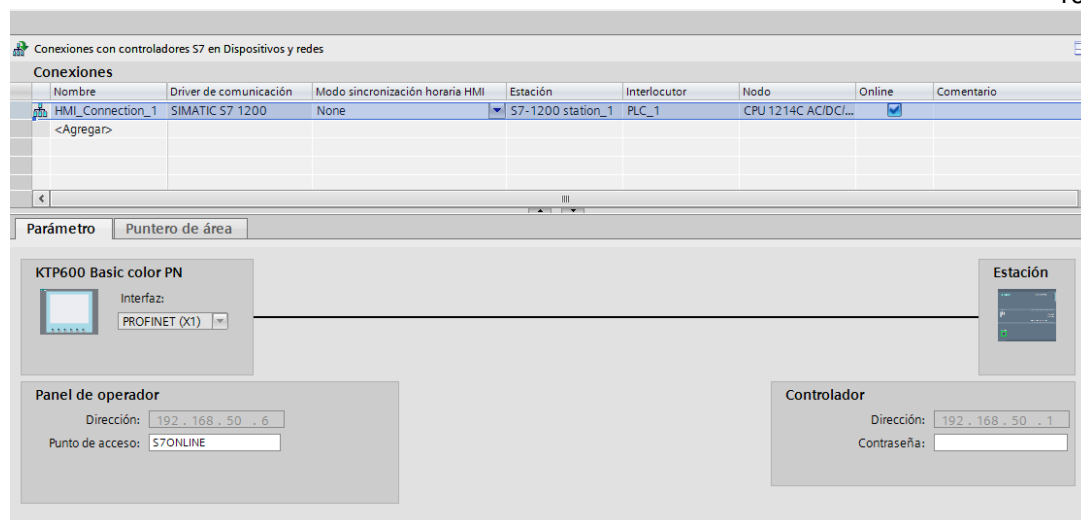 Conexiones con controladores S7 en Dispositivos y redes
Conexiones
Nombre Driver de comunicación Modo sincronización horaria HMI Estación Interlocutor Nodo Online Comentario
HMI_Connection_1 SIMATIC S7 1200 None S7-1200 station_1 PLC_1 CPU 1214C AC/DC/...
<Agregar>
Parámetro Puntero de área
KTP600 Basic color PN Estación
Interfaz:
PROFINET (X1)
Panel de operador Controlador
Dirección: 192 . 168 . 50 . 6 Dirección: 192 . 168 . 50 . 1
Punto de acceso: S7ONLINE Contraseña: